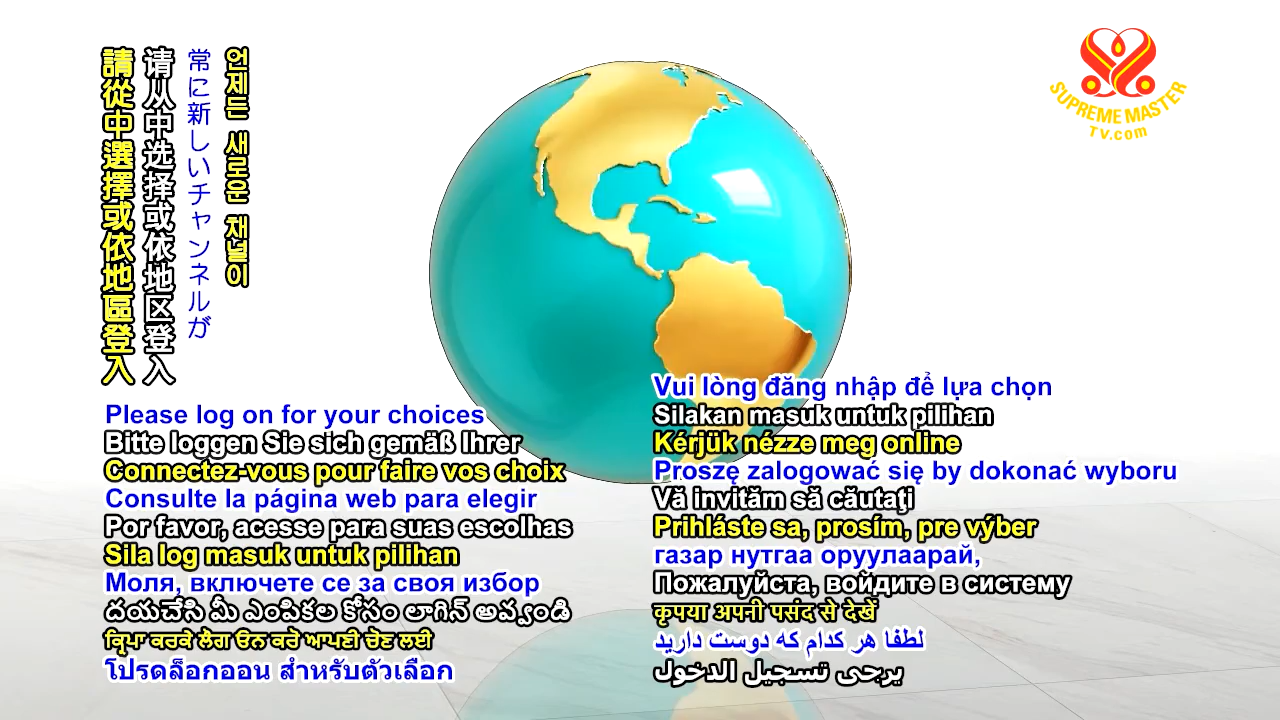 請從中選擇或依地區登入
请从中选择或依地区登入
常に新しいチャンネルが
언제든 새로운 채널이
SUPREME MASTER
TV.com
Please log on for your choices
Bitte loggen Sie sich gemäß Ihrer
Connectez-vous pour faire vos choix
Consulte la página web para elegir
Por favor, acesse para suas escolhas
Sila log masuk untuk pilihan
Моля, включете се за своя избор
దయచేసి మీ ఎంపికల కోసం లాగిన్ అవ్వండి
ਕ੍ਰਿਪਾ ਕਰਕੇ ਲੌਗ ਓਨ ਕਰੋ ਆਪਣੀ ਚੋਣ ਲਈ
โปรดล็อกออน สำหรับตัวเลือก
Vui lòng đăng nhập để lựa chọn
Silakan masuk untuk pilihan
Kérjük nézze meg online
Proszę zalogować się by dokonać wyboru
Vă invităm să căutaţi
Prihláste sa, prosím, pre výber
газар нутгаа оруулаарай,
Пожалуйста, войдите в систему
कृपया अपनी पसंद से देखें
لطفا هر کدام که دوست دارید
يرجى تسجيل الدخول